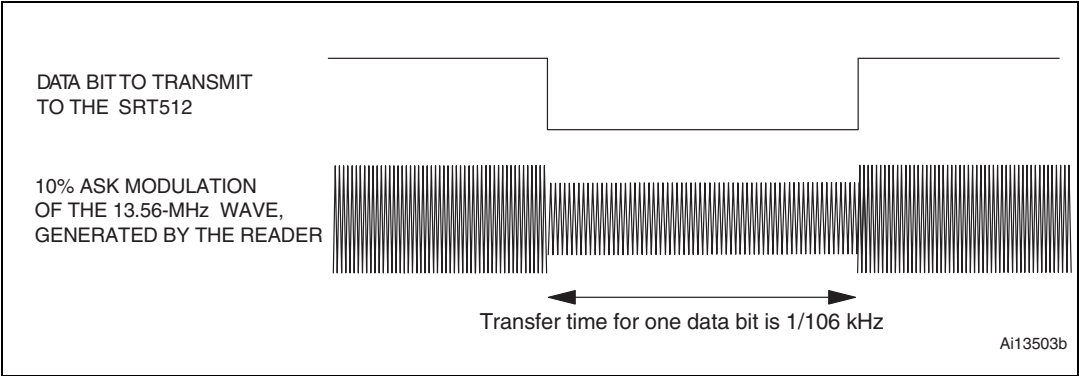 DATA BIT TO TRANSMIT
TO THE SRT512
10% ASK MODULATION
OF THE 13.56-MHz WAVE,
GENERATED BY THE READER
Transfer time for one data bit is 1/106 kHz
Ai13503b